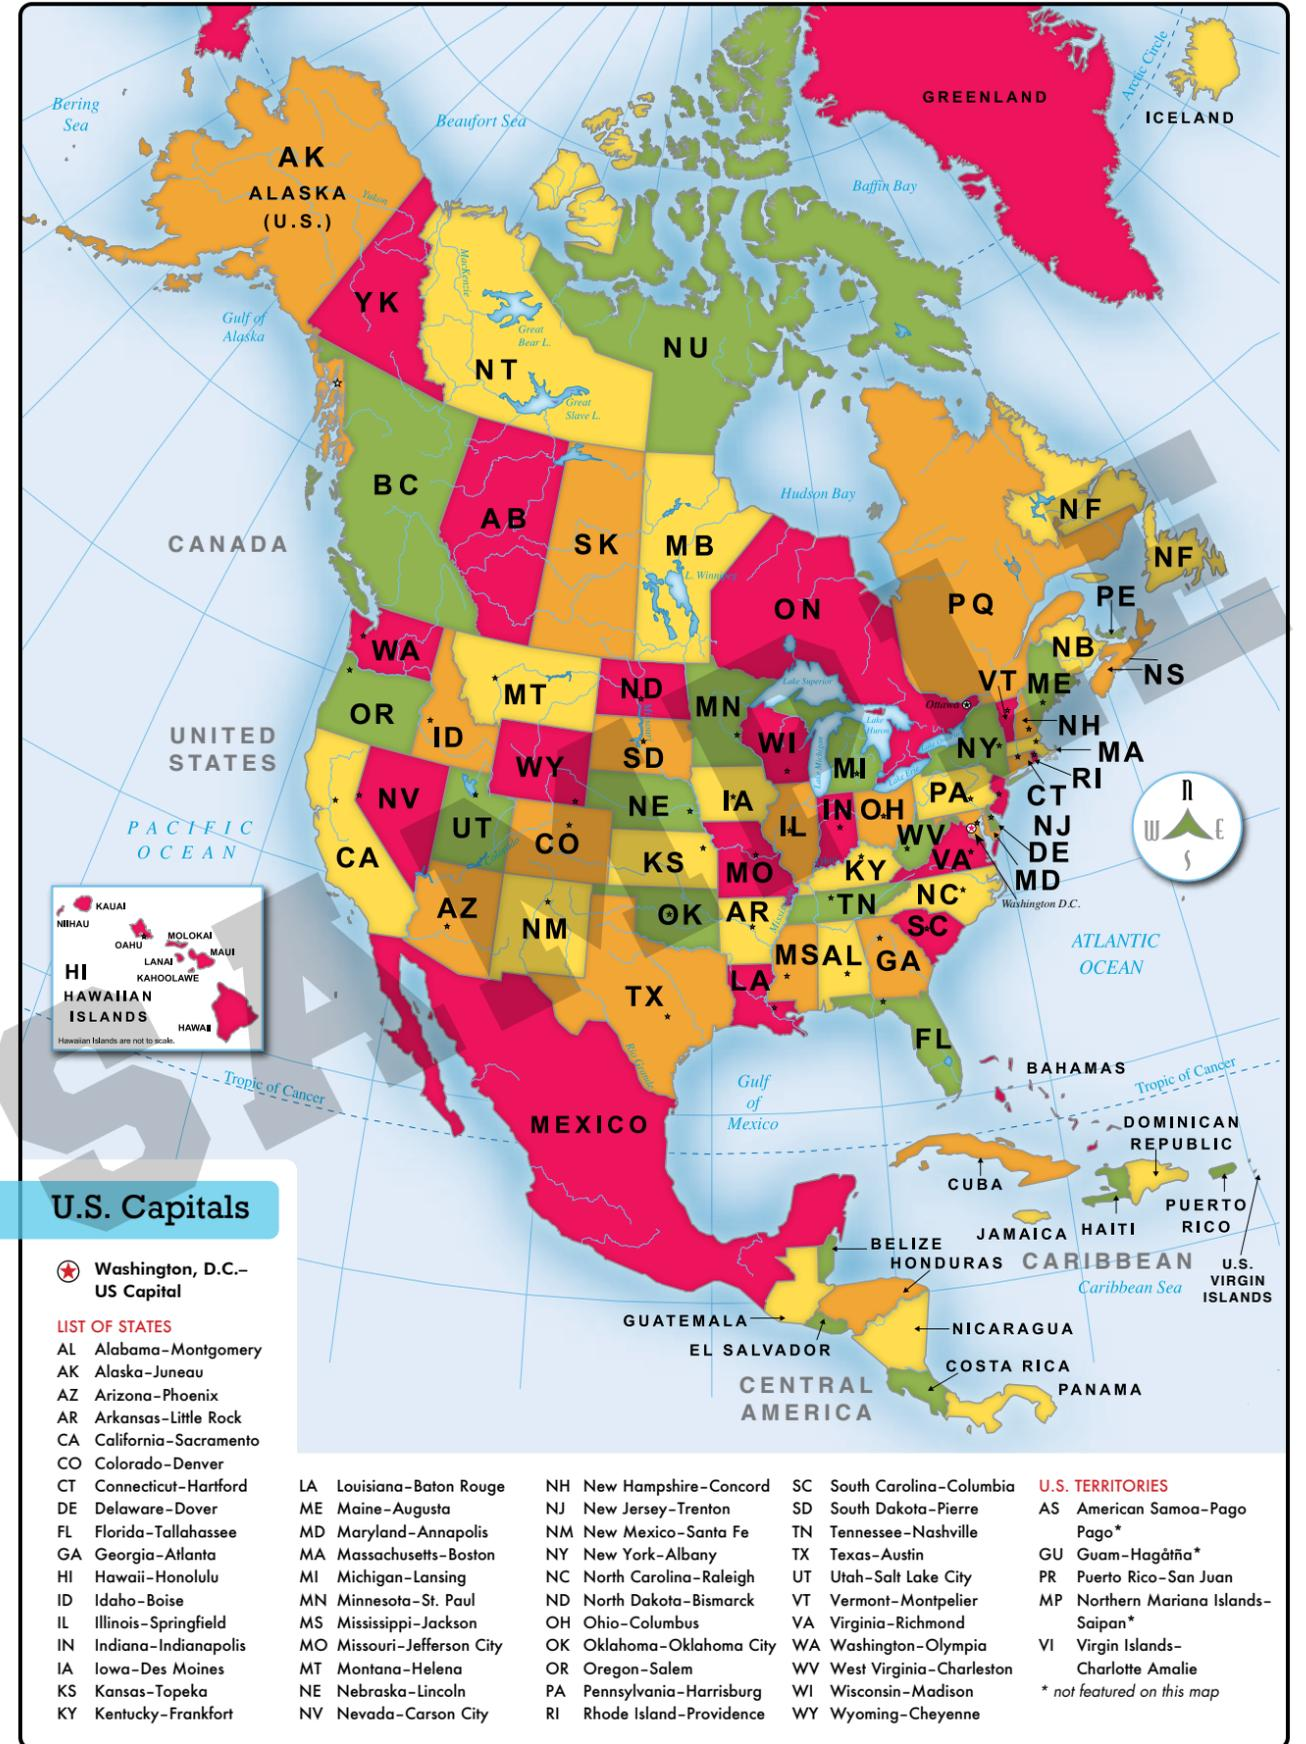 GREENLAND
Arctic Circle
ICELAND
Bering
Sea
Beaufort Sea
Baffin Bay
AK
ALASKA
(U.S.)
Yukon
YK
MacKenzie
Great
Bear L.
NT
Great
Slave L.
NU
Gulf of
Alaska
Hudson Bay
CANADA
BC
AB
SK
MB
L. Winnipeg
ON
PQ
NF
NF
PE
NB
NS
WA
MT
ND
MN
Lake Superior
Ottawa
VT
ME
NH
MA
RI
CT
NJ
DE
MD
Washington D.C.
UNITED
STATES
OR
ID
WY
SD
WI
Lake Michigan
Lake
Huron
MI
Lake Erie
NY
PA
NV
UT
CO
Colorado
NE
IA
IL
IN
OH
WV
VA
CA
KS
MO
KY
NC
AZ
NM
OK
AR
TN
SC
TX
LA
MS
AL
GA
FL
Rio Grande
PACIFIC
OCEAN
ATLANTIC
OCEAN
N
W
E
S
KAUAI
NIIHAU
OAHU
MOLOKAI
LANAI
MAUI
KAHOOLAWE
HI
HAWAIIAN
ISLANDS
HAWAII
Hawaiian Islands are not to scale.
SAMPLE
Tropic of Cancer
Gulf
of
Mexico
MEXICO
BAHAMAS
Tropic of Cancer
DOMINICAN
REPUBLIC
CUBA
PUERTO
RICO
JAMAICA
HAITI
CARIBBEAN
Caribbean Sea
U.S.
VIRGIN
ISLANDS
BELIZE
HONDURAS
GUATEMALA
EL SALVADOR
NICARAGUA
COSTA RICA
PANAMA
CENTRAL
AMERICA
U.S. Capitals
Washington, D.C.–
US Capital
LIST OF STATES
AL Alabama–Montgomery
AK Alaska–Juneau
AZ Arizona–Phoenix
AR Arkansas–Little Rock
CA California–Sacramento
CO Colorado–Denver
CT Connecticut–Hartford
DE Delaware–Dover
FL Florida–Tallahassee
GA Georgia–Atlanta
HI Hawaii–Honolulu
ID Idaho–Boise
IL Illinois–Springfield
IN Indiana–Indianapolis
IA Iowa–Des Moines
KS Kansas–Topeka
KY Kentucky–Frankfort
LA Louisiana–Baton Rouge
ME Maine–Augusta
MD Maryland–Annapolis
MA Massachusetts–Boston
MI Michigan–Lansing
MN Minnesota–St. Paul
MS Mississippi–Jackson
MO Missouri–Jefferson City
MT Montana–Helena
NE Nebraska–Lincoln
NV Nevada–Carson City
NH New Hampshire–Concord
NJ New Jersey–Trenton
NM New Mexico–Santa Fe
NY New York–Albany
NC North Carolina–Raleigh
ND North Dakota–Bismarck
OH Ohio–Columbus
OK Oklahoma–Oklahoma City
OR Oregon–Salem
PA Pennsylvania–Harrisburg
RI Rhode Island–Providence
SC South Carolina–Columbia
SD South Dakota–Pierre
TN Tennessee–Nashville
TX Texas–Austin
UT Utah–Salt Lake City
VT Vermont–Montpelier
VA Virginia–Richmond
WA Washington–Olympia
WV West Virginia–Charleston
WI Wisconsin–Madison
WY Wyoming–Cheyenne
U.S. TERRITORIES
AS American Samoa–Pago
Pago*
GU Guam–Hagåtña*
PR Puerto Rico–San Juan
MP Northern Mariana Islands–
Saipan*
VI Virgin Islands–
Charlotte Amalie
* not featured on this map